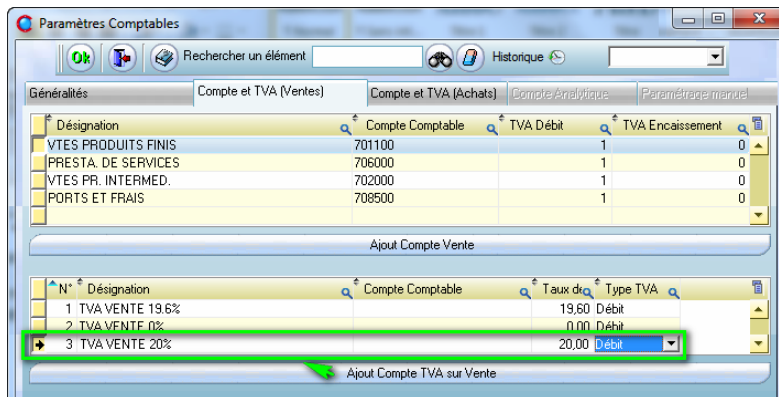 Paramètres Comptables
Ok Rechercher un élément Historique
Généralités Compte et TVA (Ventes) Compte et TVA (Achats) Compte Analytique Paramétrage manuel
Désignation Compte Comptable TVA Débit TVA Encaissement
VTES PRODUITS FINIS 701100 1 0
PRESTA. DE SERVICES 706000 1 0
VTES PR. INTERMED. 702000 1 0
PORTS ET FRAIS 708500 1 0
Ajout Compte Vente
N° Désignation Compte Comptable Taux de Type TVA
1 TVA VENTE 19.6% 19,60 Débit
2 TVA VENTE 0% 0,00 Débit
3 TVA VENTE 20% 20,00 Débit
Ajout Compte TVA sur Vente